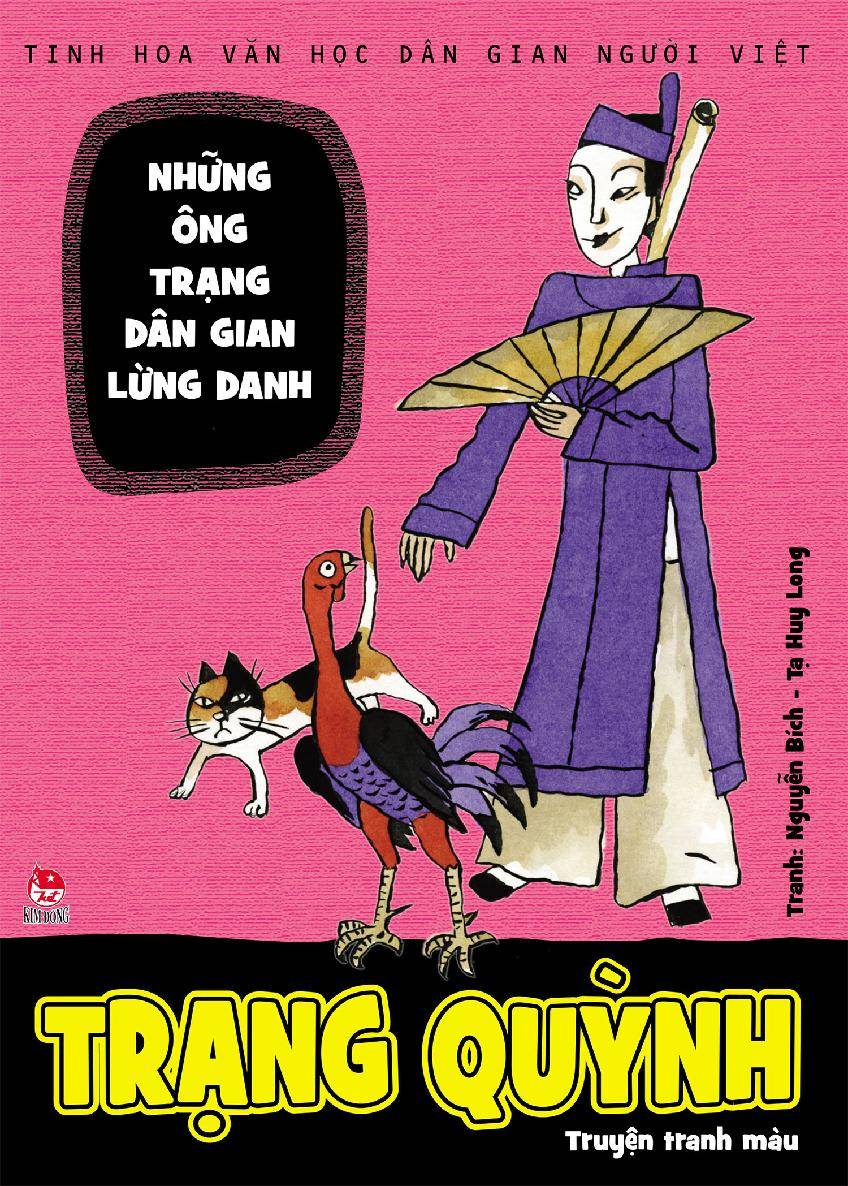 TINH HOA VĂN HỌC DÂN GIAN NGƯỜI VIỆT
NHỮNG
ÔNG
TRẠNG
DÂN GIAN
LỪNG DANH
Tranh: Nguyễn Bích - Tạ Huy Long
KIM ĐỒNG
TRẠNG QUỲNH
Truyện tranh màu